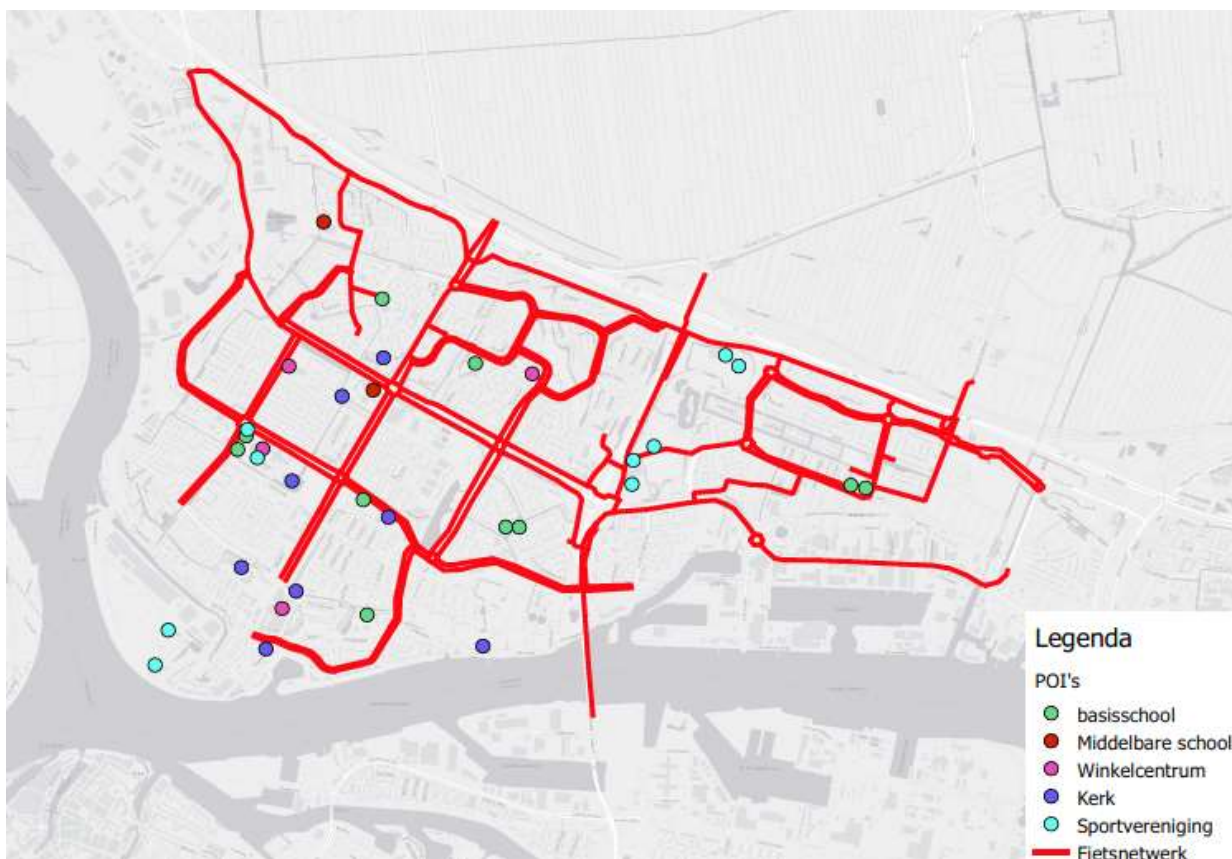 Legenda
POI's
basisschool
Middelbare school
Winkelcentrum
Kerk
Sportvereniging
Fietsnetwerk